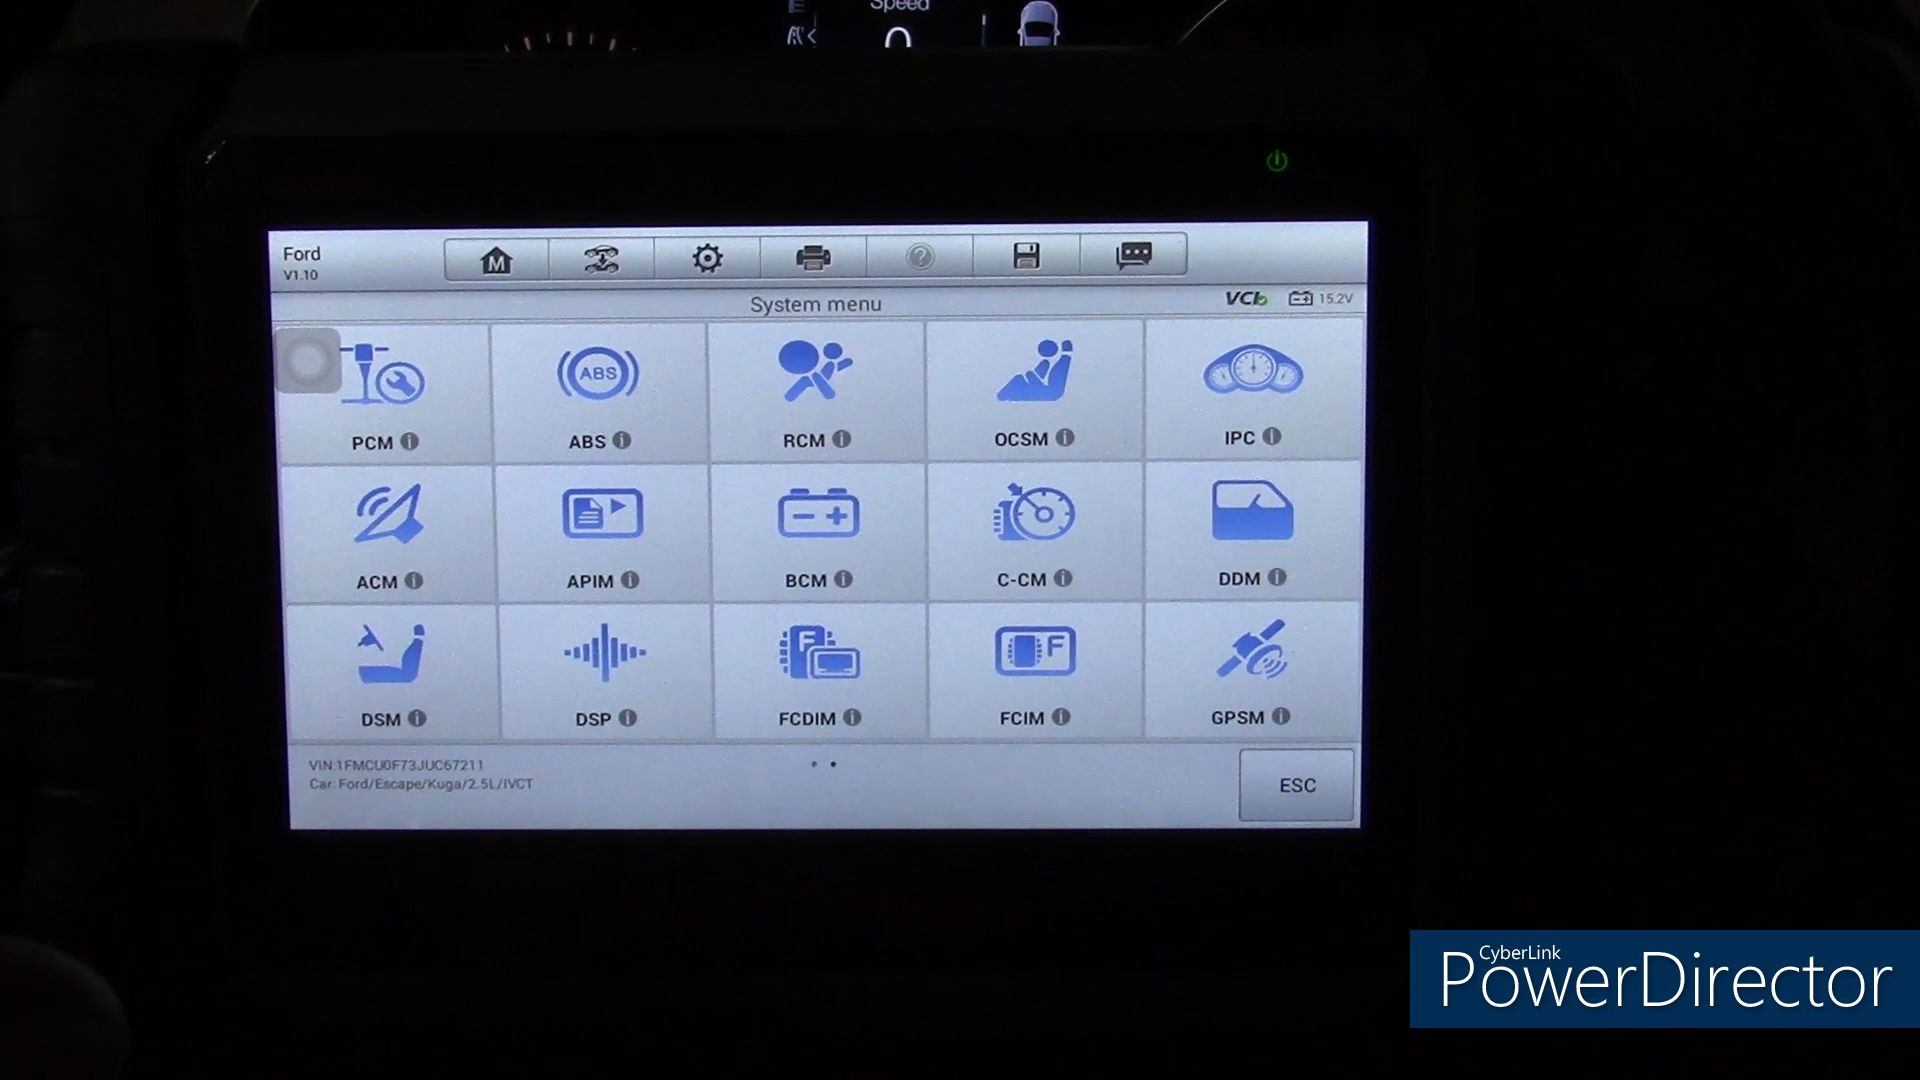 Speed
0
Ford
V1.10
M
?
System menu
VCI
15.2V
ABS
PCM
ABS
RCM
OCSM
IPC
ACM
APIM
BCM
C-CM
DDM
F
F
DSM
DSP
FCDIM
FCIM
GPSM
VIN:1FMCU0F73JUC67211
Car: Ford/Escape/Kuga/2.5L/IVCT
ESC
CyberLink
PowerDirector